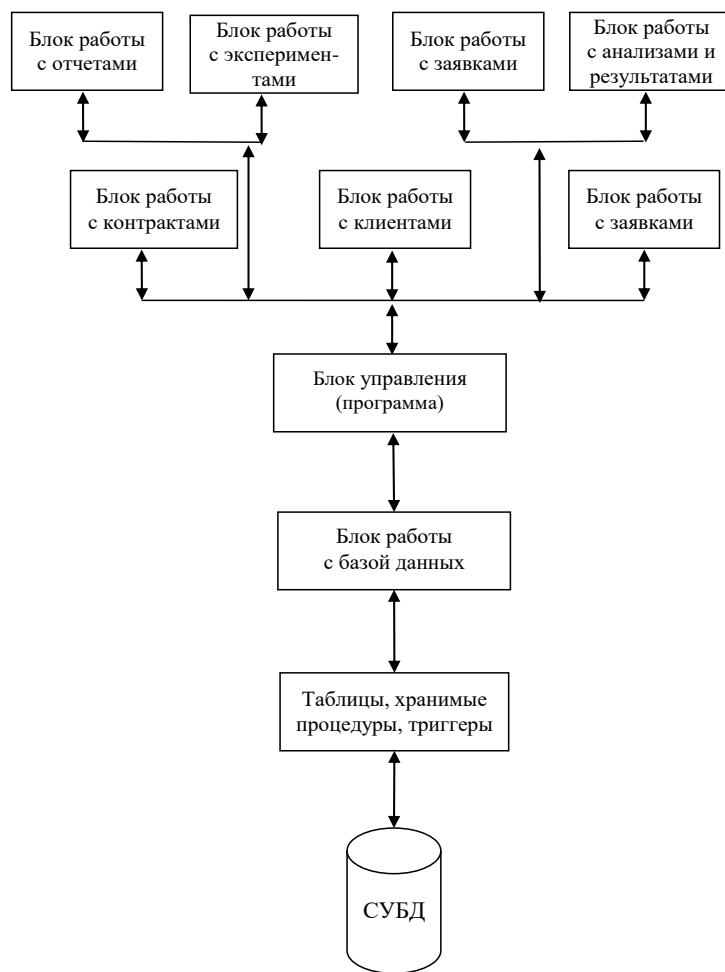 Блок работы
с отчетами
Блок работы
с эксперимен-
тами
Блок работы
с заявками
Блок работы
с анализами и
результатами
Блок работы
с контрактами
Блок работы
с клиентами
Блок работы
с заявками
Блок управления
(программа)
Блок работы
с базой данных
Таблицы, хранимые
процедуры, триггеры
СУБД